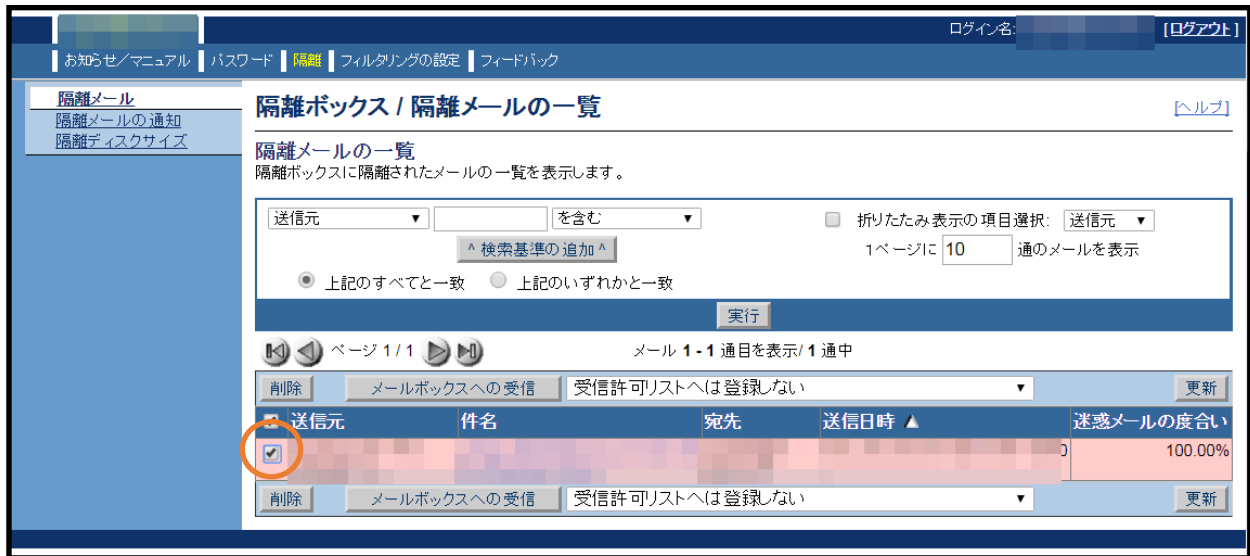 ログイン名: [ログアウト]
お知らせ／マニュアル パスワード 隔離 フィルタリングの設定 フィードバック
隔離メール
隔離メールの通知
隔離ディスクサイズ
隔離ボックス / 隔離メールの一覧 [ヘルプ]
隔離メールの一覧
隔離ボックスに隔離されたメールの一覧を表示します。
送信元 ▼ を含む ▼ 折りたたみ表示の項目選択: 送信元 ▼
^ 検索基準の追加 ^ 1ページに 10 通のメールを表示
上記のすべてと一致 上記のいずれかと一致
実行
ページ 1 / 1 メール 1 - 1 通目を表示/ 1 通中
削除 メールボックスへの受信 受信許可リストへは登録しない ▼ 更新
送信元 件名 宛先 送信日時 ▲ 迷惑メールの度合い
100.00%
削除 メールボックスへの受信 受信許可リストへは登録しない ▼ 更新